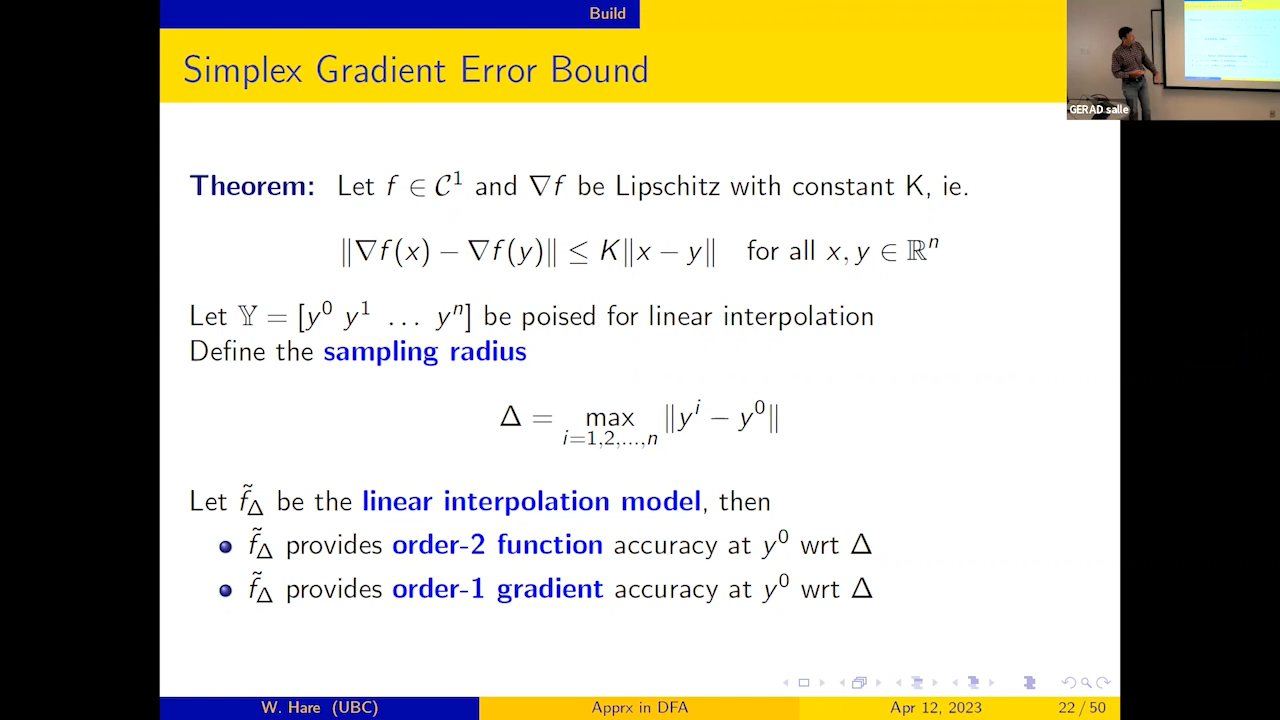 Build
Simplex Gradient Error Bound
GERAD salle
Theorem: Let f ∈ 𝒞¹ and ∇f be Lipschitz with constant K, ie.
‖∇f(x) − ∇f(y)‖ ≤ K‖x − y‖ for all x, y ∈ ℝⁿ
Let 𝕐 = [y⁰ y¹ … yⁿ] be poised for linear interpolation
Define the sampling radius
Δ = max ‖yⁱ − y⁰‖
i=1,2,...,n
Let f̃_Δ be the linear interpolation model, then
• f̃_Δ provides order-2 function accuracy at y⁰ wrt Δ
• f̃_Δ provides order-1 gradient accuracy at y⁰ wrt Δ
W. Hare (UBC) Apprx in DFA Apr 12, 2023 22 / 50